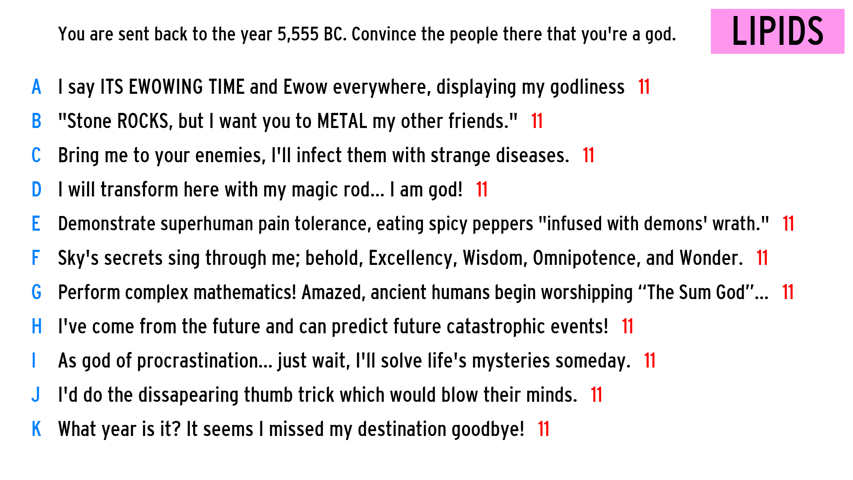 You are sent back to the year 5,555 BC. Convince the people there that you're a god.
LIPIDS
A I say ITS EWOWING TIME and Ewow everywhere, displaying my godliness 11
B "Stone ROCKS, but I want you to METAL my other friends." 11
C Bring me to your enemies, I'll infect them with strange diseases. 11
D I will transform here with my magic rod... I am god! 11
E Demonstrate superhuman pain tolerance, eating spicy peppers "infused with demons' wrath." 11
F Sky's secrets sing through me; behold, Excellency, Wisdom, Omnipotence, and Wonder. 11
G Perform complex mathematics! Amazed, ancient humans begin worshipping “The Sum God”... 11
H I've come from the future and can predict future catastrophic events! 11
I As god of procrastination... just wait, I'll solve life's mysteries someday. 11
J I'd do the dissapearing thumb trick which would blow their minds. 11
K What year is it? It seems I missed my destination goodbye! 11